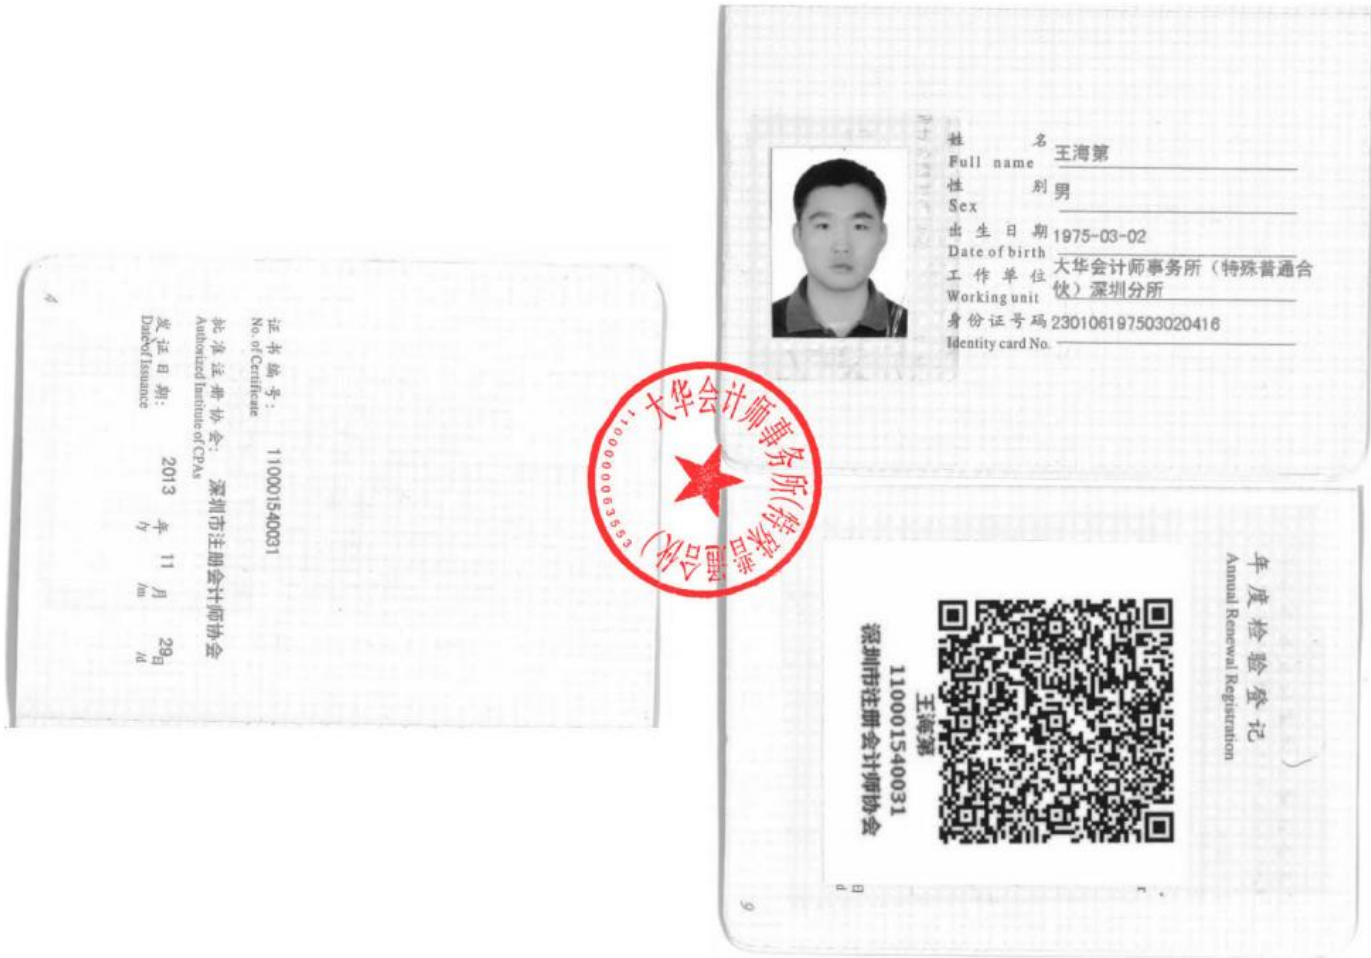 姓名 王海第
Full name
性别 男
Sex
出生日期 1975-03-02
Date of birth
工作单位 大华会计师事务所（特殊普通合
Working unit 伙）深圳分所
身份证号码 230106197503020416
Identity card No.
证书编号： 110001540031
No. of Certificate
批准注册协会： 深圳市注册会计师协会
Authorized Institute of CPAs
发证日期： 2013 年 11 月 29 日
Date of Issuance /y /m /d
4
大华会计师事务所(特殊普通合伙)
1100000053553
年度检验登记
Annual Renewal Registration
王海第
110001540031
深圳市注册会计师协会
日
d
9